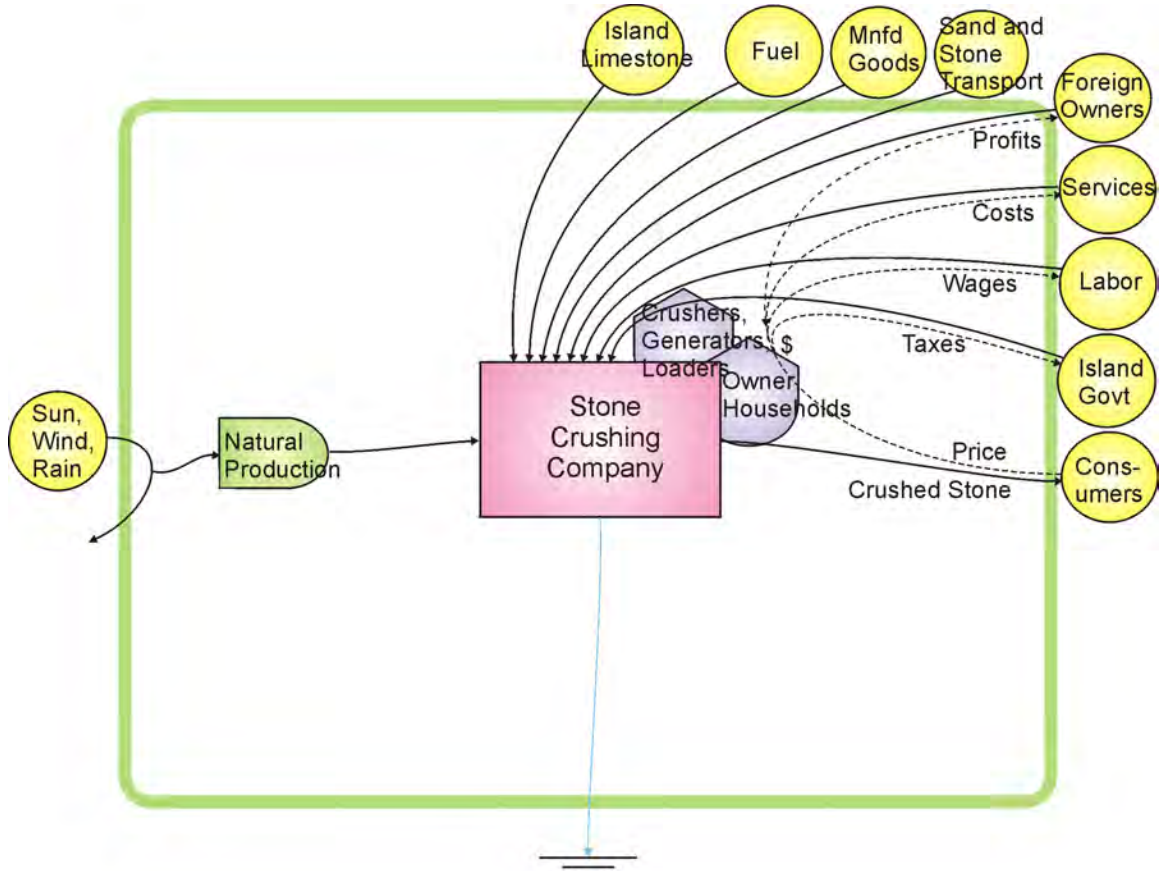 Island
Limestone
Fuel
Mnfd
Goods
Sand and
Stone
Transport
Foreign
Owners
Profits
Services
Costs
Labor
Wages
Crushers,
Generators,
Loaders
$
Taxes
Island
Govt
Owner-
Households
Sun,
Wind,
Rain
Natural
Production
Stone
Crushing
Company
Price
Crushed Stone
Cons-
umers